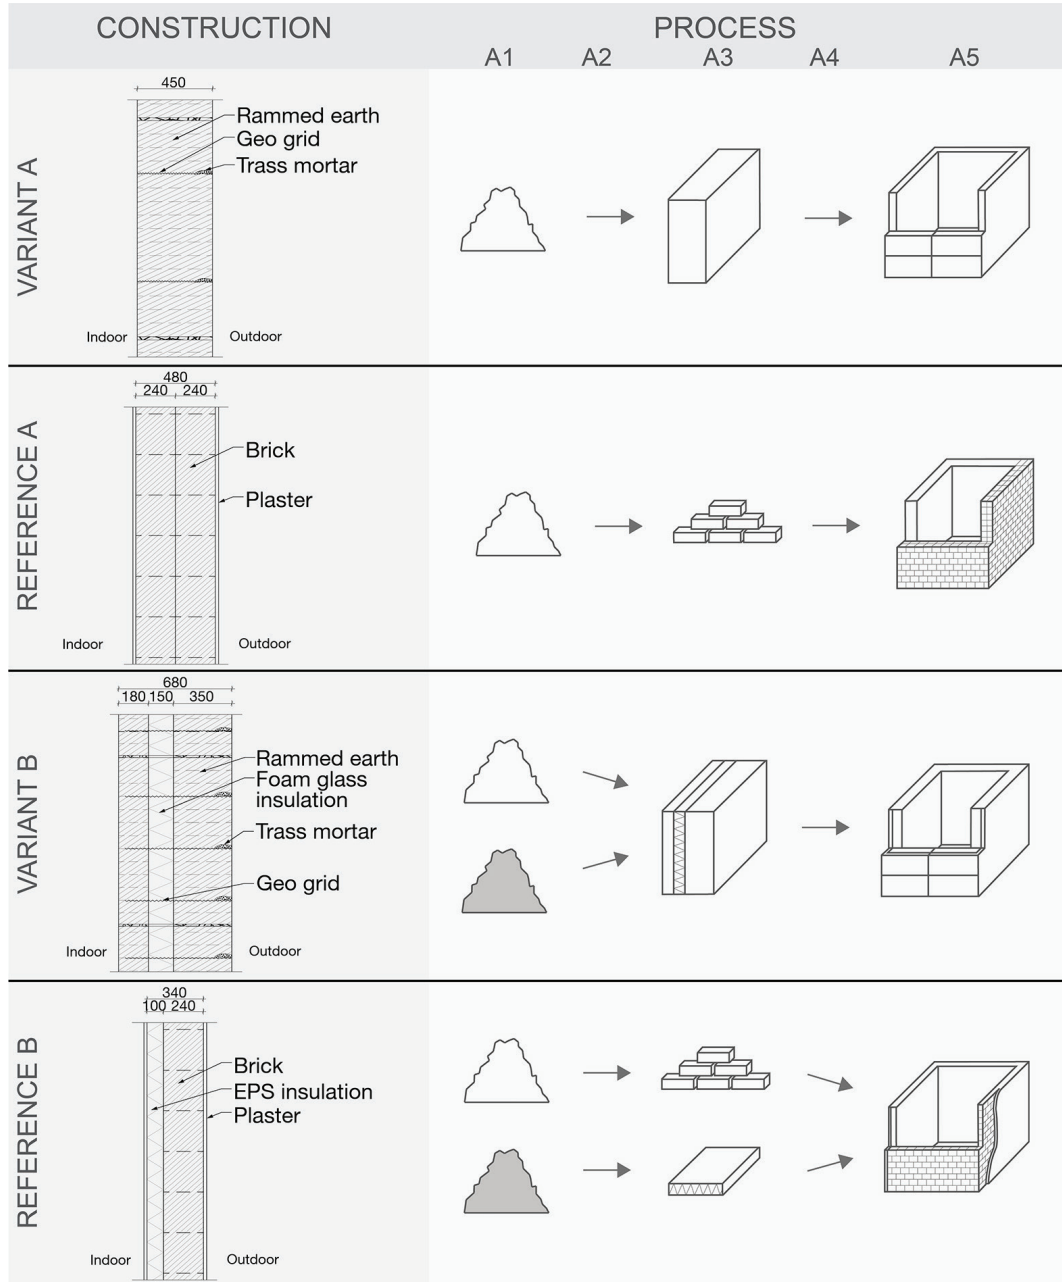 CONSTRUCTION
PROCESS
A1 A2 A3 A4 A5
VARIANT A
450
Rammed earth
Geo grid
Trass mortar
Indoor
Outdoor
REFERENCE A
480
240 240
Brick
Plaster
Indoor
Outdoor
VARIANT B
680
180 150 350
Rammed earth
Foam glass
insulation
Trass mortar
Geo grid
Indoor
Outdoor
REFERENCE B
340
100 240
Brick
EPS insulation
Plaster
Indoor
Outdoor